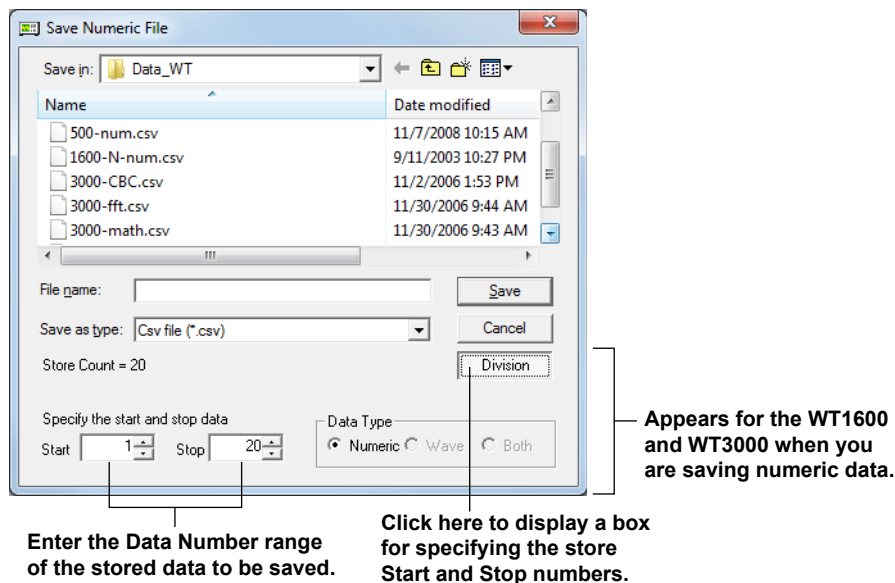 Save Numeric File
Save in: Data_WT
Name Date modified
500-num.csv 11/7/2008 10:15 AM
1600-N-num.csv 9/11/2003 10:27 PM
3000-CBC.csv 11/2/2006 1:53 PM
3000-fft.csv 11/30/2006 9:44 AM
3000-math.csv 11/30/2006 9:43 AM
File name: Save
Save as type: Csv file (*.csv) Cancel
Store Count = 20 Division
Specify the start and stop data
Start 1 Stop 20
Data Type
Numeric Wave Both
Appears for the WT1600
and WT3000 when you
are saving numeric data.
Enter the Data Number range
of the stored data to be saved.
Click here to display a box
for specifying the store
Start and Stop numbers.